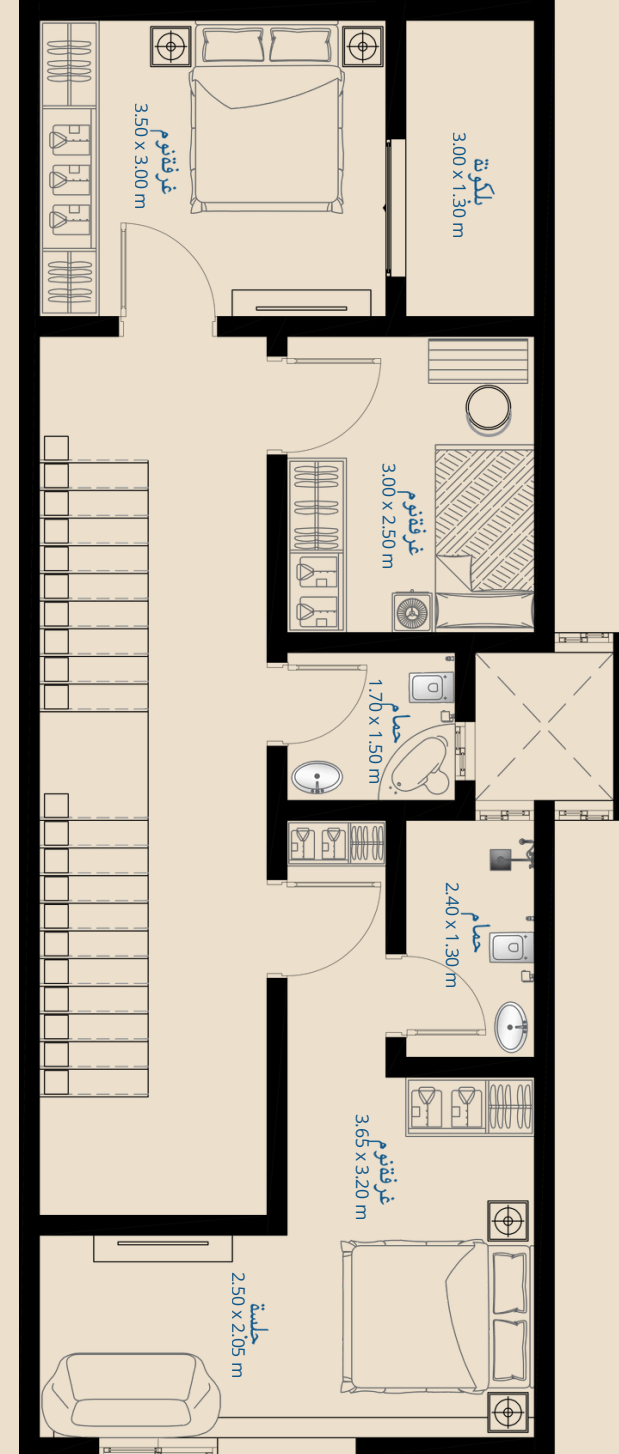 غرفة نوم
3.50 x 3.00 m
بلكونة
3.00 x 1.30 m
غرفة نوم
3.00 x 2.50 m
حمام
1.70 x 1.50 m
حمام
2.40 x 1.30 m
غرفة نوم
3.65 x 3.20 m
جلسة
2.50 x 2.05 m